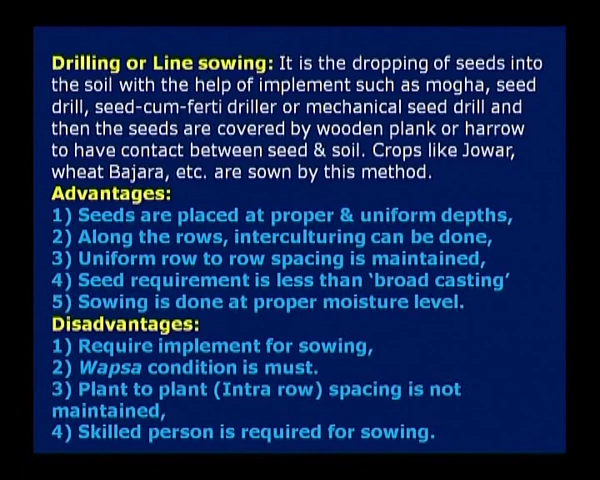 Drilling or Line sowing: It is the dropping of seeds into
the soil with the help of implement such as mogha, seed
drill, seed-cum-ferti driller or mechanical seed drill and
then the seeds are covered by wooden plank or harrow
to have contact between seed & soil. Crops like Jowar,
wheat Bajara, etc. are sown by this method.
Advantages:
1) Seeds are placed at proper & uniform depths,
2) Along the rows, interculturing can be done,
3) Uniform row to row spacing is maintained,
4) Seed requirement is less than ‘broad casting’
5) Sowing is done at proper moisture level.
Disadvantages:
1) Require implement for sowing,
2) Wapsa condition is must.
3) Plant to plant (Intra row) spacing is not
maintained,
4) Skilled person is required for sowing.